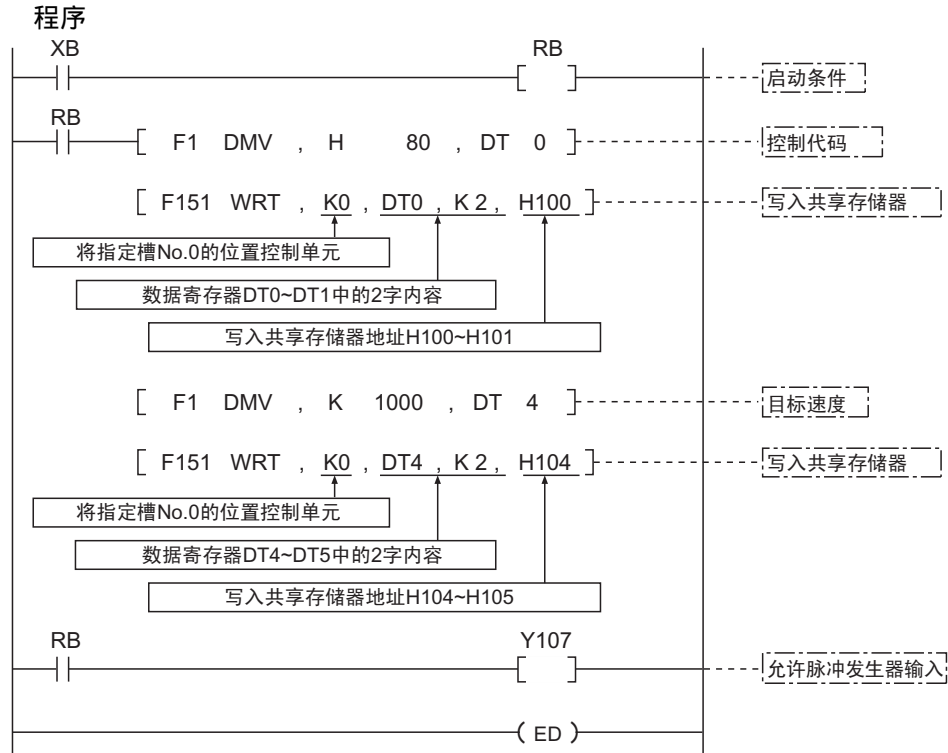 程序
XB RB
启动条件
RB
[ F1 DMV , H 80 , DT 0 ]
控制代码
[ F151 WRT , K0 , DT0 , K 2 , H100 ]
写入共享存储器
将指定槽No.0的位置控制单元
数据寄存器DT0~DT1中的2字内容
写入共享存储器地址H100~H101
[ F1 DMV , K 1000 , DT 4 ]
目标速度
[ F151 WRT , K0 , DT4 , K 2 , H104 ]
写入共享存储器
将指定槽No.0的位置控制单元
数据寄存器DT4~DT5中的2字内容
写入共享存储器地址H104~H105
RB Y107
允许脉冲发生器输入
( ED )